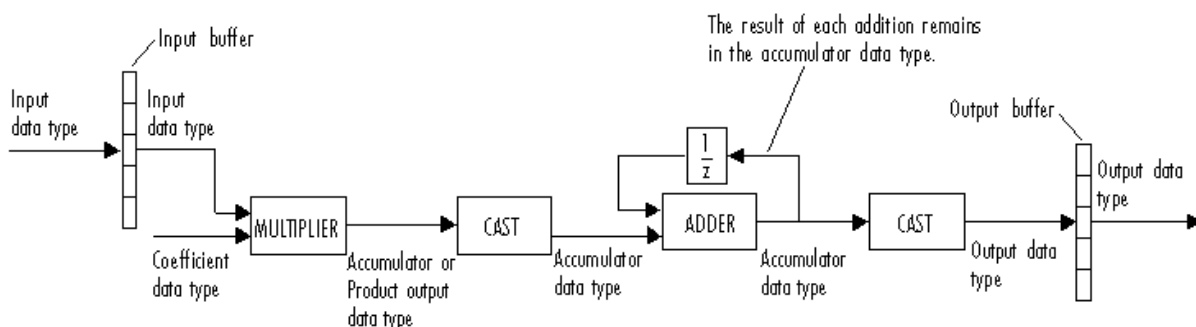 The result of each addition remains
in the accumulator data type.
Input buffer
Input
data type
Input
data type
Output buffer
Output data
type
1
z
MULTIPLIER
CAST
ADDER
CAST
Coefficient
data type
Accumulator or
Product output
data type
Accumulator
data type
Accumulator
data type
Output data
type